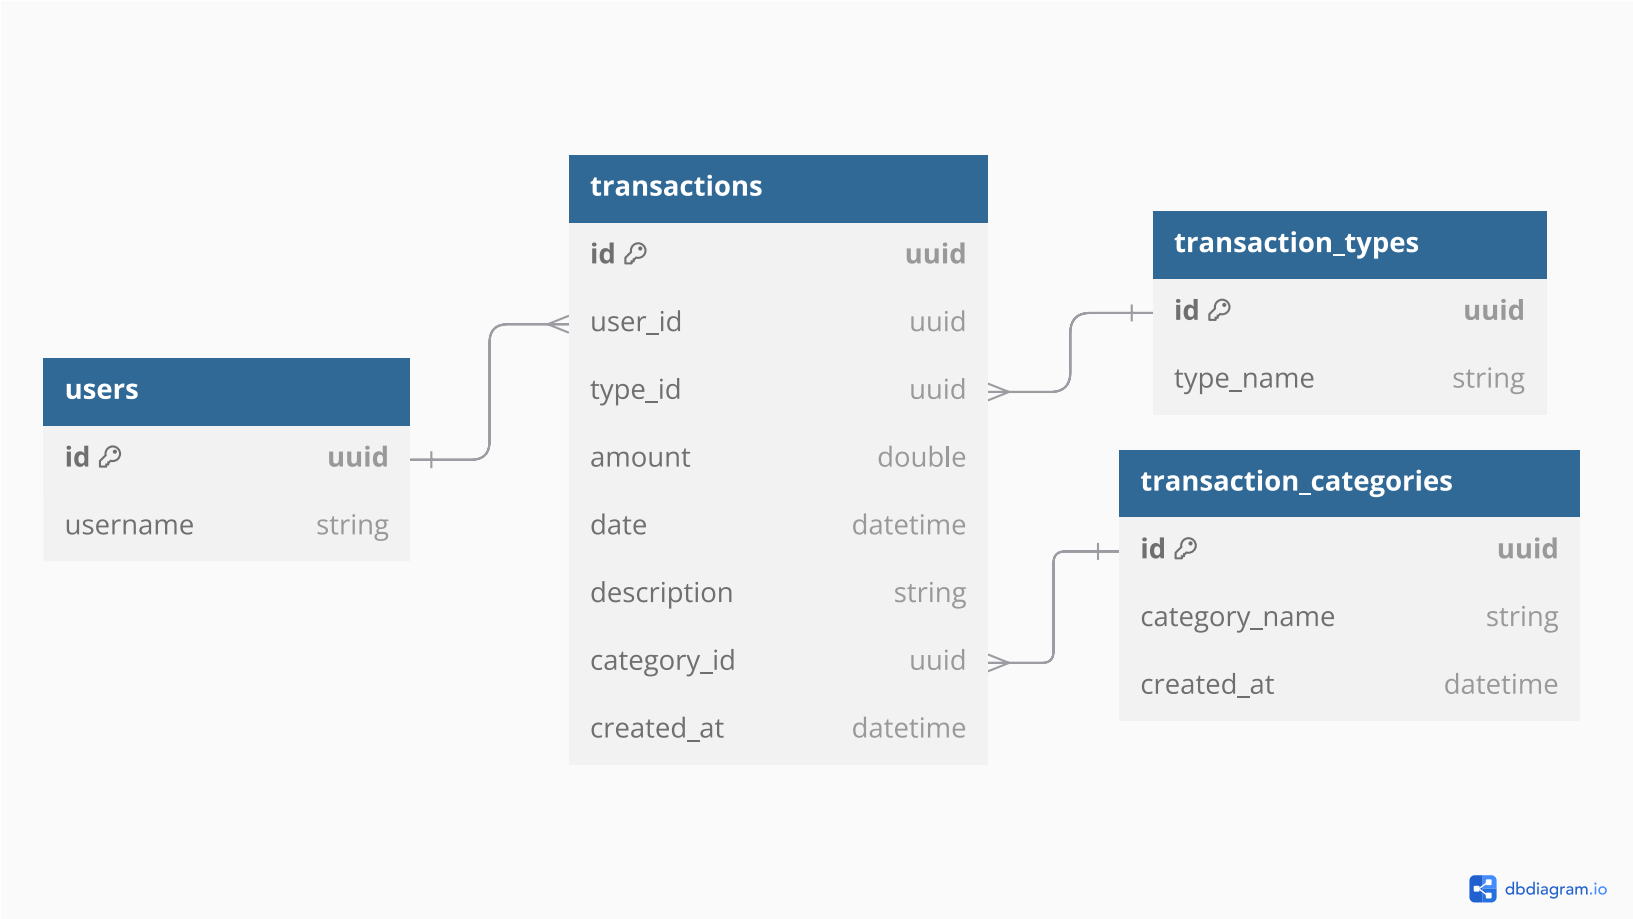 users
id uuid
username string
transactions
id uuid
user_id uuid
type_id uuid
amount double
date datetime
description string
category_id uuid
created_at datetime
transaction_types
id uuid
type_name string
transaction_categories
id uuid
category_name string
created_at datetime
dbdiagram.io